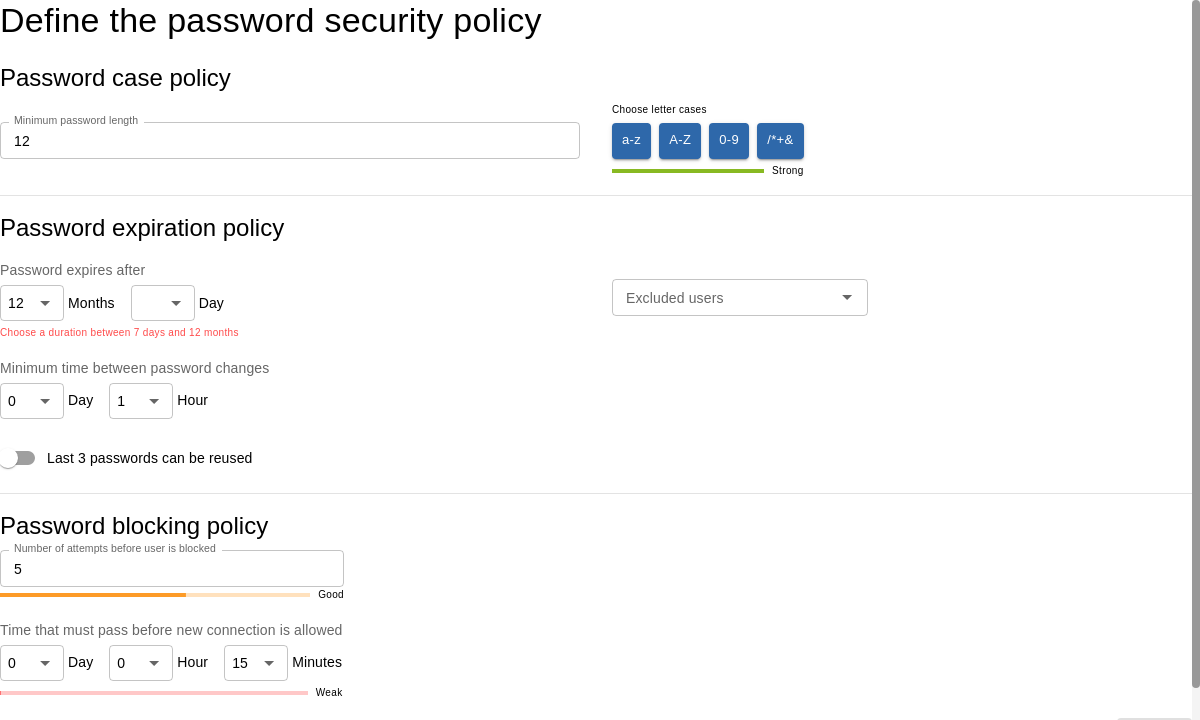 Define the password security policy
Password case policy
Minimum password length
12
Choose letter cases
a-z A-Z 0-9 /*+&
Strong
Password expiration policy
Password expires after
12 Months Day
Choose a duration between 7 days and 12 months
Excluded users
Minimum time between password changes
0 Day 1 Hour
Last 3 passwords can be reused
Password blocking policy
Number of attempts before user is blocked
5
Good
Time that must pass before new connection is allowed
0 Day 0 Hour 15 Minutes
Weak